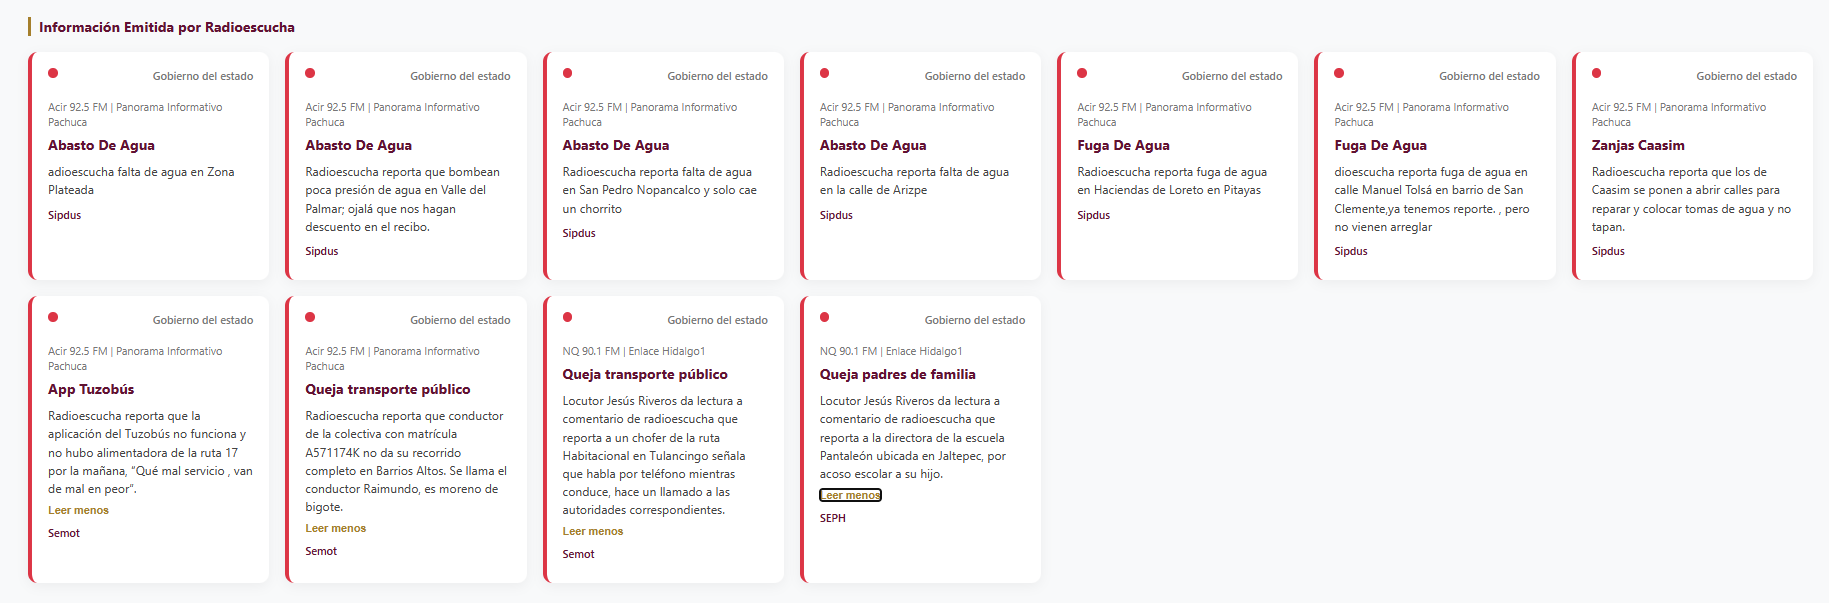 Información Emitida por Radioescucha
Gobierno del estado
Acir 92.5 FM | Panorama Informativo
Pachuca
Abasto De Agua
adioescucha falta de agua en Zona
Plateada
Sipdus
Gobierno del estado
Acir 92.5 FM | Panorama Informativo
Pachuca
Abasto De Agua
Radioescucha reporta que bombean
poca presión de agua en Valle del
Palmar; ojalá que nos hagan
descuento en el recibo.
Sipdus
Gobierno del estado
Acir 92.5 FM | Panorama Informativo
Pachuca
Abasto De Agua
Radioescucha reporta falta de agua
en San Pedro Nopancalco y solo cae
un chorrito
Sipdus
Gobierno del estado
Acir 92.5 FM | Panorama Informativo
Pachuca
Abasto De Agua
Radioescucha reporta falta de agua
en la calle de Arizpe
Sipdus
Gobierno del estado
Acir 92.5 FM | Panorama Informativo
Pachuca
Fuga De Agua
Radioescucha reporta fuga de agua
en Haciendas de Loreto en Pitayas
Sipdus
Gobierno del estado
Acir 92.5 FM | Panorama Informativo
Pachuca
Fuga De Agua
dioescucha reporta fuga de agua en
calle Manuel Tolsá en barrio de San
Clemente,ya tenemos reporte. , pero
no vienen arreglar
Sipdus
Gobierno del estado
Acir 92.5 FM | Panorama Informativo
Pachuca
Zanjas Caasim
Radioescucha reporta que los de
Caasim se ponen a abrir calles para
reparar y colocar tomas de agua y no
tapan.
Sipdus
Gobierno del estado
Acir 92.5 FM | Panorama Informativo
Pachuca
App Tuzobús
Radioescucha reporta que la
aplicación del Tuzobús no funciona y
no hubo alimentadora de la ruta 17
por la mañana, “Qué mal servicio , van
de mal en peor”.
Leer menos
Semot
Gobierno del estado
Acir 92.5 FM | Panorama Informativo
Pachuca
Queja transporte público
Radioescucha reporta que conductor
de la colectiva con matrícula
A571174K no da su recorrido
completo en Barrios Altos. Se llama el
conductor Raimundo, es moreno de
bigote.
Leer menos
Semot
Gobierno del estado
NQ 90.1 FM | Enlace Hidalgo1
Queja transporte público
Locutor Jesús Riveros da lectura a
comentario de radioescucha que
reporta a un chofer de la ruta
Habitacional en Tulancingo señala
que habla por teléfono mientras
conduce, hace un llamado a las
autoridades correspondientes.
Leer menos
Semot
Gobierno del estado
NQ 90.1 FM | Enlace Hidalgo1
Queja padres de familia
Locutor Jesús Riveros da lectura a
comentario de radioescucha que
reporta a la directora de la escuela
Pantaleón ubicada en Jaltepec, por
acoso escolar a su hijo.
Leer menos
SEPH